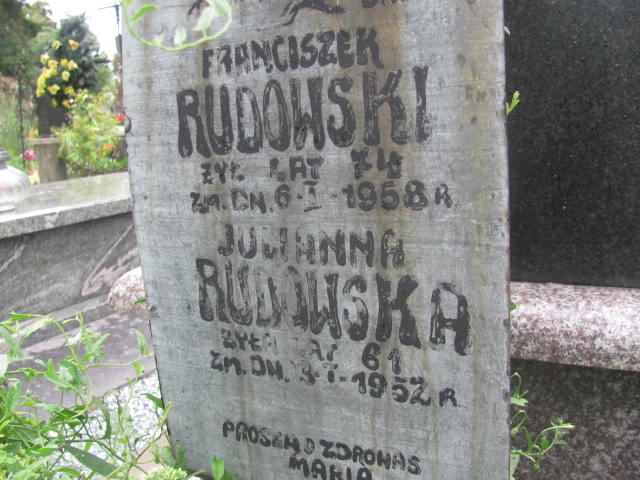 FRANCISZEK
RUDOWSKI
ŻYŁ LAT 74
ZM. DN. 6-I-1958 R.
JULIANNA
RUDOWSKA
ŻYŁA LAT 61
ZM. DN. 3-I-1952 R.
PROSZĘ O ZDROWAŚ
MARIA